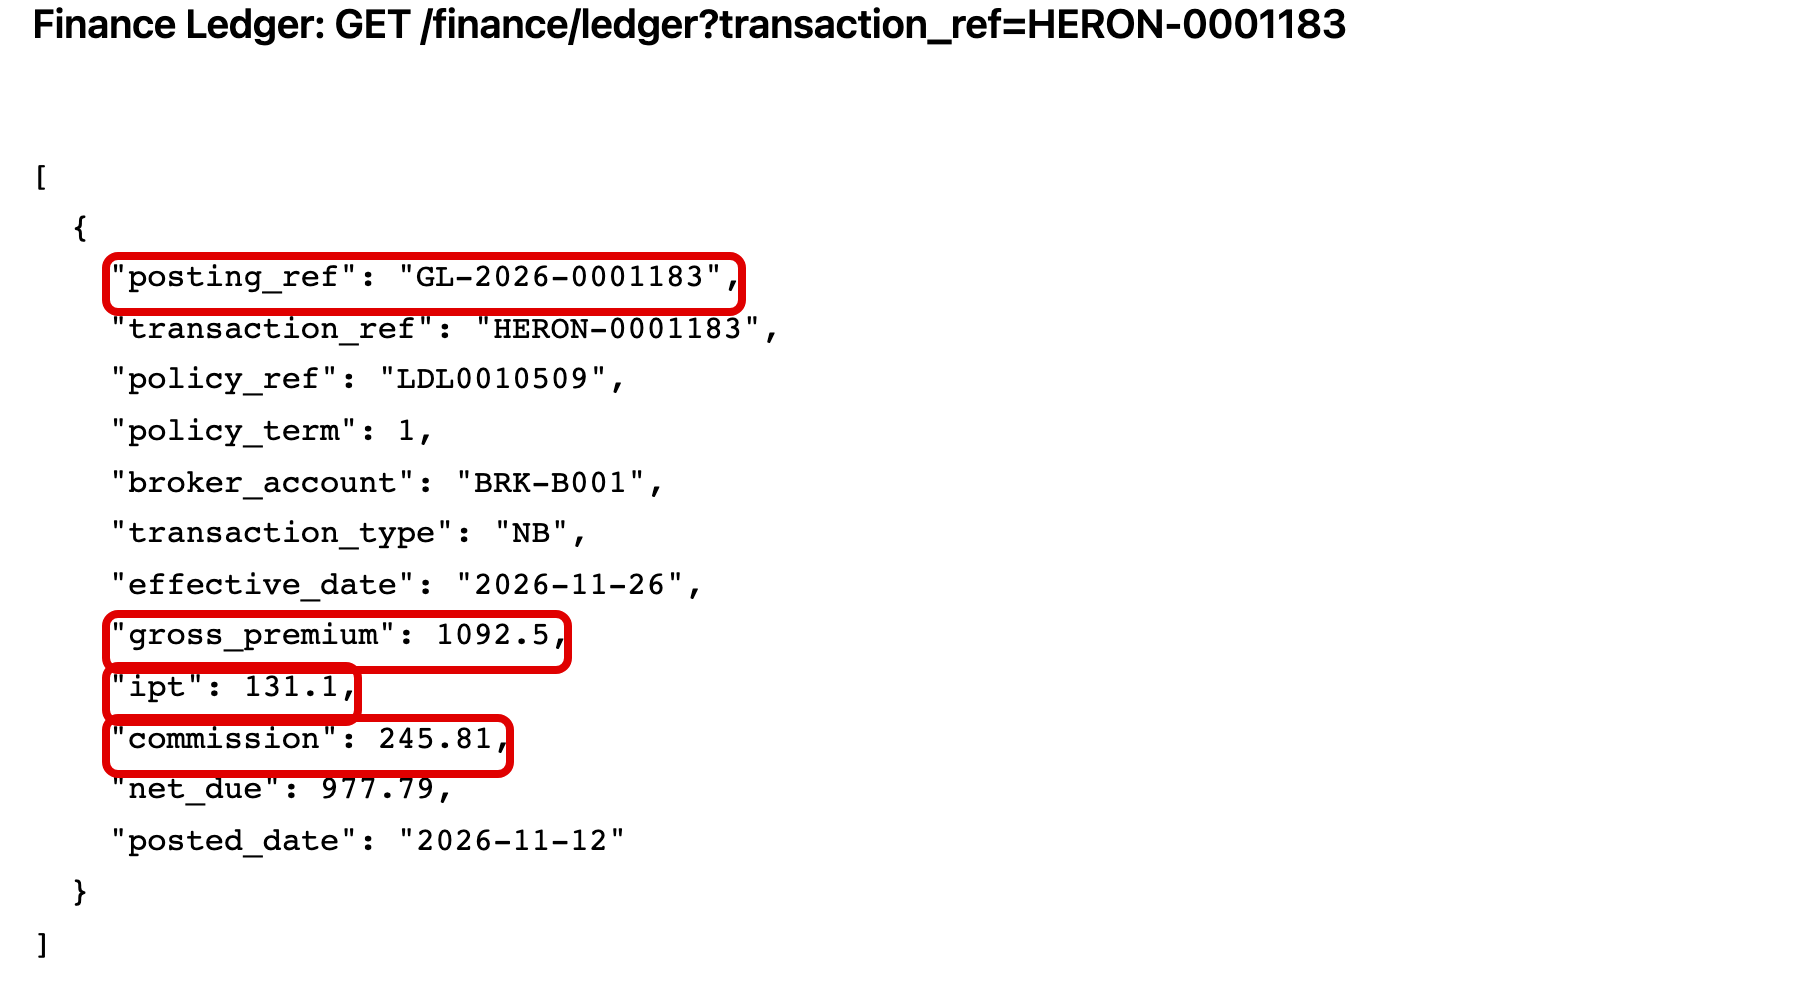 Finance Ledger: GET /finance/ledger?transaction_ref=HERON-0001183
[
{
"posting_ref": "GL-2026-0001183",
"transaction_ref": "HERON-0001183",
"policy_ref": "LDL0010509",
"policy_term": 1,
"broker_account": "BRK-B001",
"transaction_type": "NB",
"effective_date": "2026-11-26",
"gross_premium": 1092.5,
"ipt": 131.1,
"commission": 245.81,
"net_due": 977.79,
"posted_date": "2026-11-12"
}
]